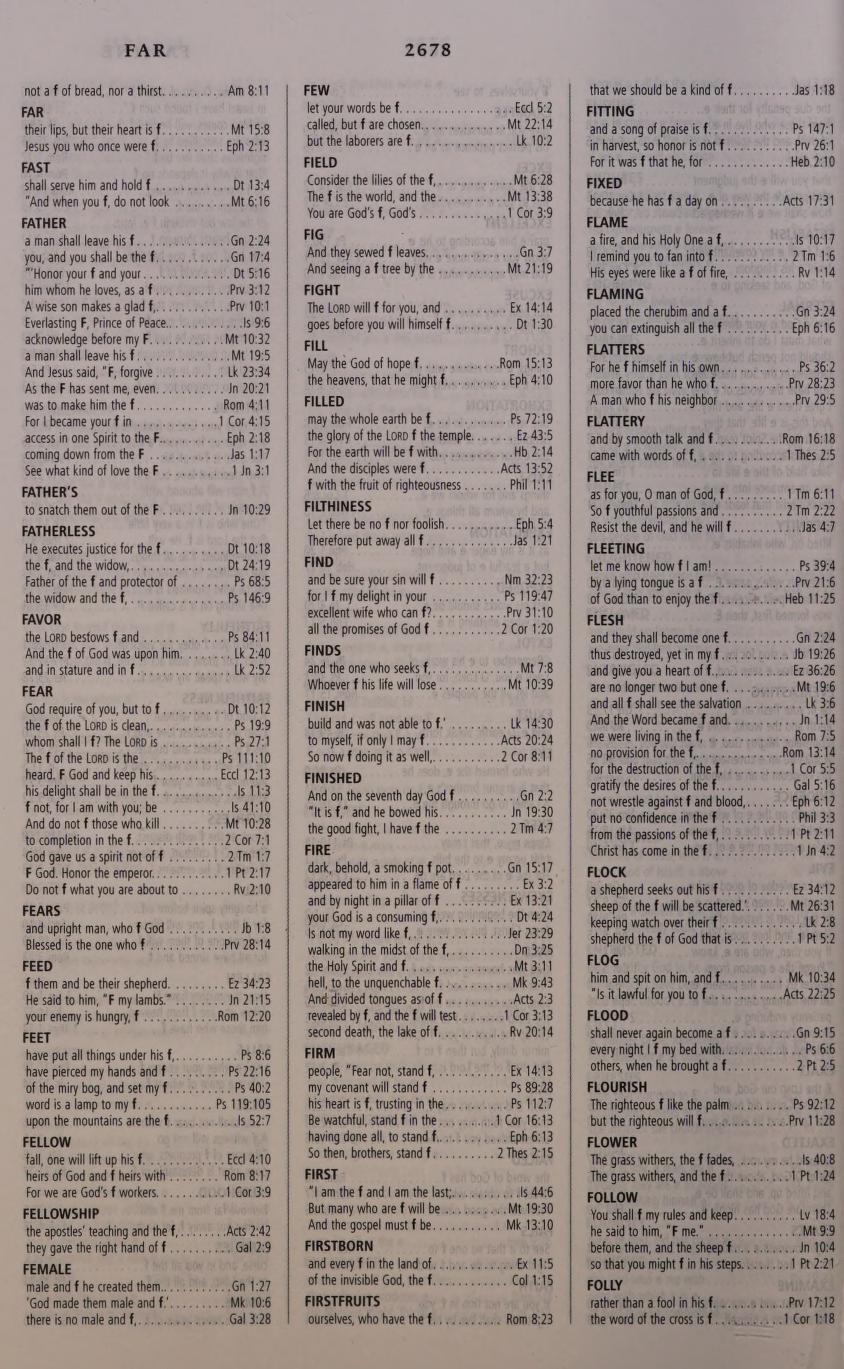 FAR
2678
not a f of bread, nor a thirst. . . . . . . . . . Am 8:11
FAR
their lips, but their heart is f. . . . . . . . . . . Mt 15:8
Jesus you who once were f. . . . . . . . . . . Eph 2:13
FAST
shall serve him and hold f . . . . . . . . . . . . Dt 13:4
"And when you f, do not look . . . . . . . . . Mt 6:16
FATHER
a man shall leave his f. . . . . . . . . . . . . . . Gn 2:24
you, and you shall be the f. . . . . . . . . . . . Gn 17:4
"'Honor your f and your . . . . . . . . . . . . . . Dt 5:16
him whom he loves, as a f. . . . . . . . . . . . Prv 3:12
A wise son makes a glad f,. . . . . . . . . . . . Prv 10:1
Everlasting F, Prince of Peace.. . . . . . . . . . . . Is 9:6
acknowledge before my F. . . . . . . . . . . . Mt 10:32
a man shall leave his f. . . . . . . . . . . . . . . Mt 19:5
And Jesus said, "F, forgive . . . . . . . . . . . Lk 23:34
As the F has sent me, even. . . . . . . . . . . Jn 20:21
was to make him the f. . . . . . . . . . . . . Rom 4:11
For I became your f in . . . . . . . . . . . . . 1 Cor 4:15
access in one Spirit to the F.. . . . . . . . . . Eph 2:18
coming down from the F . . . . . . . . . . . . . Jas 1:17
See what kind of love the F . . . . . . . . . . . 1 Jn 3:1
FATHER'S
to snatch them out of the F . . . . . . . . . . Jn 10:29
FATHERLESS
He executes justice for the f. . . . . . . . . . Dt 10:18
the f, and the widow,. . . . . . . . . . . . . . . Dt 24:19
Father of the f and protector of . . . . . . . . Ps 68:5
the widow and the f, . . . . . . . . . . . . . . . . Ps 146:9
FAVOR
the LORD bestows f and . . . . . . . . . . . . . . Ps 84:11
And the f of God was upon him. . . . . . . . Lk 2:40
and in stature and in f . . . . . . . . . . . . . . . Lk 2:52
FEAR
God require of you, but to f . . . . . . . . . . Dt 10:12
the f of the LORD is clean,. . . . . . . . . . . . . . Ps 19:9
whom shall I f? The LORD is . . . . . . . . . . . Ps 27:1
The f of the LORD is the . . . . . . . . . . . . . Ps 111:10
heard. F God and keep his. . . . . . . . . . . Eccl 12:13
his delight shall be in the f. . . . . . . . . . . . . Is 11:3
f not, for I am with you; be . . . . . . . . . . . Is 41:10
And do not f those who kill . . . . . . . . . . Mt 10:28
to completion in the f. . . . . . . . . . . . . . . 2 Cor 7:1
God gave us a spirit not of f . . . . . . . . . 2 Tm 1:7
F God. Honor the emperor. . . . . . . . . . . . 1 Pt 2:17
Do not f what you are about to . . . . . . . . Rv 2:10
FEARS
and upright man, who f God . . . . . . . . . . . Jb 1:8
Blessed is the one who f . . . . . . . . . . . . Prv 28:14
FEED
f them and be their shepherd. . . . . . . . . Ez 34:23
He said to him, "F my lambs." . . . . . . . . Jn 21:15
your enemy is hungry, f . . . . . . . . . . . . Rom 12:20
FEET
have put all things under his f,. . . . . . . . . . Ps 8:6
have pierced my hands and f . . . . . . . . . Ps 22:16
of the miry bog, and set my f. . . . . . . . . . Ps 40:2
word is a lamp to my f. . . . . . . . . . . . Ps 119:105
upon the mountains are the f. . . . . . . . . . . Is 52:7
FELLOW
fall, one will lift up his f. . . . . . . . . . . . . Eccl 4:10
heirs of God and f heirs with . . . . . . . . Rom 8:17
For we are God's f workers. . . . . . . . . . . 1 Cor 3:9
FELLOWSHIP
the apostles' teaching and the f,. . . . . . . . Acts 2:42
they gave the right hand of f . . . . . . . . . . Gal 2:9
FEMALE
male and f he created them.. . . . . . . . . . . Gn 1:27
'God made them male and f.'. . . . . . . . . Mk 10:6
there is no male and f,. . . . . . . . . . . . . . . Gal 3:28
FEW
let your words be f. . . . . . . . . . . . . . . . . Eccl 5:2
called, but f are chosen.. . . . . . . . . . . . . Mt 22:14
but the laborers are f. . . . . . . . . . . . . . . . . Lk 10:2
FIELD
Consider the lilies of the f,. . . . . . . . . . . . Mt 6:28
The f is the world, and the . . . . . . . . . . . Mt 13:38
You are God's f, God's . . . . . . . . . . . . . . . 1 Cor 3:9
FIG
And they sewed f leaves. . . . . . . . . . . . . . . Gn 3:7
And seeing a f tree by the . . . . . . . . . . . Mt 21:19
FIGHT
The LORD will f for you, and . . . . . . . . . . Ex 14:14
goes before you will himself f. . . . . . . . . . Dt 1:30
FILL
May the God of hope f. . . . . . . . . . . . . Rom 15:13
the heavens, that he might f. . . . . . . . . . Eph 4:10
FILLED
may the whole earth be f. . . . . . . . . . . . . Ps 72:19
the glory of the LORD f the temple. . . . . . . Ez 43:5
For the earth will be f with. . . . . . . . . . . . Hb 2:14
And the disciples were f. . . . . . . . . . . . Acts 13:52
f with the fruit of righteousness . . . . . . . Phil 1:11
FILTHINESS
Let there be no f nor foolish. . . . . . . . . . . Eph 5:4
Therefore put away all f . . . . . . . . . . . . . . Jas 1:21
FIND
and be sure your sin will f . . . . . . . . . . Nm 32:23
for I f my delight in your . . . . . . . . . . . Ps 119:47
excellent wife who can f?. . . . . . . . . . . . Prv 31:10
all the promises of God f . . . . . . . . . . . 2 Cor 1:20
FINDS
and the one who seeks f, . . . . . . . . . . . . . . Mt 7:8
Whoever f his life will lose . . . . . . . . . . . Mt 10:39
FINISH
build and was not able to f.' . . . . . . . . . Lk 14:30
to myself, if only I may f . . . . . . . . . . . . Acts 20:24
So now f doing it as well,. . . . . . . . . . . 2 Cor 8:11
FINISHED
And on the seventh day God f . . . . . . . . . . Gn 2:2
"It is f," and he bowed his. . . . . . . . . . . Jn 19:30
the good fight, I have f the . . . . . . . . . . 2 Tm 4:7
FIRE
dark, behold, a smoking f pot. . . . . . . . . Gn 15:17
appeared to him in a flame of f . . . . . . . . . Ex 3:2
and by night in a pillar of f . . . . . . . . . . Ex 13:21
your God is a consuming f,. . . . . . . . . . . . Dt 4:24
Is not my word like f,. . . . . . . . . . . . . . . Jer 23:29
walking in the midst of the f,. . . . . . . . . . Dn 3:25
the Holy Spirit and f. . . . . . . . . . . . . . . . . Mt 3:11
hell, to the unquenchable f. . . . . . . . . . . Mk 9:43
And divided tongues as of f . . . . . . . . . . . Acts 2:3
revealed by f, and the f will test . . . . . . . . 1 Cor 3:13
second death, the lake of f. . . . . . . . . . . Rv 20:14
FIRM
people, "Fear not, stand f, . . . . . . . . . . . Ex 14:13
my covenant will stand f . . . . . . . . . . . . Ps 89:28
his heart is f, trusting in the . . . . . . . . . . Ps 112:7
Be watchful, stand f in the . . . . . . . . . 1 Cor 16:13
having done all, to stand f.. . . . . . . . . . . Eph 6:13
So then, brothers, stand f . . . . . . . . . . 2 Thes 2:15
FIRST
"I am the f and I am the last;. . . . . . . . . . . Is 44:6
But many who are f will be . . . . . . . . . . . Mt 19:30
And the gospel must f be . . . . . . . . . . . Mk 13:10
FIRSTBORN
and every f in the land of. . . . . . . . . . . . . Ex 11:5
of the invisible God, the f. . . . . . . . . . . . Col 1:15
FIRSTFRUITS
ourselves, who have the f. . . . . . . . . . . Rom 8:23
that we should be a kind of f . . . . . . . . . Jas 1:18
FITTING
and a song of praise is f. . . . . . . . . . . . . Ps 147:1
in harvest, so honor is not f . . . . . . . . . . Prv 26:1
For it was f that he, for . . . . . . . . . . . . . Heb 2:10
FIXED
because he has f a day on . . . . . . . . . . Acts 17:31
FLAME
a fire, and his Holy One a f, . . . . . . . . . . . Is 10:17
I remind you to fan into f . . . . . . . . . . . . 2 Tm 1:6
His eyes were like a f of fire, . . . . . . . . . . Rv 1:14
FLAMING
placed the cherubim and a f. . . . . . . . . . . Gn 3:24
you can extinguish all the f . . . . . . . . . . Eph 6:16
FLATTERS
For he f himself in his own. . . . . . . . . . . . . Ps 36:2
more favor than he who f. . . . . . . . . . . . Prv 28:23
A man who f his neighbor . . . . . . . . . . . . Prv 29:5
FLATTERY
and by smooth talk and f. . . . . . . . . . . Rom 16:18
came with words of f, . . . . . . . . . . . . . 1 Thes 2:5
FLEE
as for you, O man of God, f . . . . . . . . . 1 Tm 6:11
So f youthful passions and . . . . . . . . . . 2 Tm 2:22
Resist the devil, and he will f . . . . . . . . . . . Jas 4:7
FLEETING
let me know how f I am! . . . . . . . . . . . . . Ps 39:4
by a lying tongue is a f . . . . . . . . . . . . . . Prv 21:6
of God than to enjoy the f . . . . . . . . . . Heb 11:25
FLESH
and they shall become one f. . . . . . . . . . . Gn 2:24
thus destroyed, yet in my f . . . . . . . . . . . Jb 19:26
and give you a heart of f.. . . . . . . . . . . . . Ez 36:26
are no longer two but one f. . . . . . . . . . . Mt 19:6
and all f shall see the salvation . . . . . . . . . Lk 3:6
And the Word became f and. . . . . . . . . . . Jn 1:14
we were living in the f, . . . . . . . . . . . . . . Rom 7:5
no provision for the f,. . . . . . . . . . . . . . Rom 13:14
for the destruction of the f, . . . . . . . . . . . 1 Cor 5:5
gratify the desires of the f. . . . . . . . . . . . Gal 5:16
not wrestle against f and blood,. . . . . . . Eph 6:12
put no confidence in the f . . . . . . . . . . . . Phil 3:3
from the passions of the f,. . . . . . . . . . . 1 Pt 2:11
Christ has come in the f . . . . . . . . . . . . . . 1 Jn 4:2
FLOCK
a shepherd seeks out his f . . . . . . . . . . . Ez 34:12
sheep of the f will be scattered.'. . . . . . . Mt 26:31
keeping watch over their f . . . . . . . . . . . . . Lk 2:8
shepherd the f of God that is . . . . . . . . . . 1 Pt 5:2
FLOG
him and spit on him, and f. . . . . . . . . . . Mk 10:34
"Is it lawful for you to f. . . . . . . . . . . . . Acts 22:25
FLOOD
shall never again become a f . . . . . . . . . . Gn 9:15
every night I f my bed with. . . . . . . . . . . . . Ps 6:6
others, when he brought a f. . . . . . . . . . . 2 Pt 2:5
FLOURISH
The righteous f like the palm . . . . . . . . . . Ps 92:12
but the righteous will f. . . . . . . . . . . . . . Prv 11:28
FLOWER
The grass withers, the f fades, . . . . . . . . . . Is 40:8
The grass withers, and the f . . . . . . . . . . 1 Pt 1:24
FOLLOW
You shall f my rules and keep. . . . . . . . . . Lv 18:4
he said to him, "F me." . . . . . . . . . . . . . . . Mt 9:9
before them, and the sheep f . . . . . . . . . . Jn 10:4
so that you might f in his steps. . . . . . . . 1 Pt 2:21
FOLLY
rather than a fool in his f. . . . . . . . . . . . Prv 17:12
the word of the cross is f . . . . . . . . . . . 1 Cor 1:18